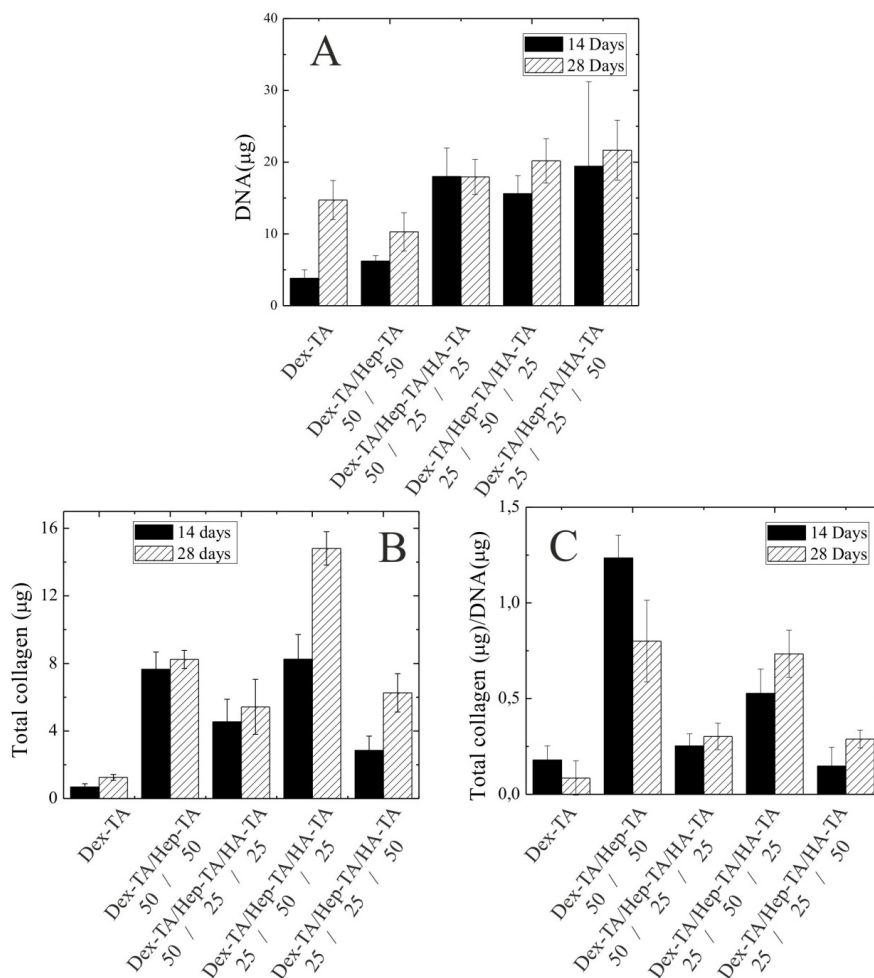 A
14 Days
28 Days
DNA(μg)
40
30
20
10
0
Dex-TA
Dex-TA/Hep-TA
50 / 50
Dex-TA/Hep-TA/HA-TA
50 / 25 / 25
Dex-TA/Hep-TA/HA-TA
25 / 50 / 25
Dex-TA/Hep-TA/HA-TA
25 / 25 / 50
B
14 days
28 days
Total collagen (μg)
16
12
8
4
0
Dex-TA
Dex-TA/Hep-TA
50 / 50
Dex-TA/Hep-TA/HA-TA
50 / 25 / 25
Dex-TA/Hep-TA/HA-TA
25 / 50 / 25
Dex-TA/Hep-TA/HA-TA
25 / 25 / 50
C
14 Days
28 Days
Total collagen (μg)/DNA(μg)
1,5
1,0
0,5
0,0
Dex-TA
Dex-TA/Hep-TA
50 / 50
Dex-TA/Hep-TA/HA-TA
50 / 25 / 25
Dex-TA/Hep-TA/HA-TA
25 / 50 / 25
Dex-TA/Hep-TA/HA-TA
25 / 25 / 50